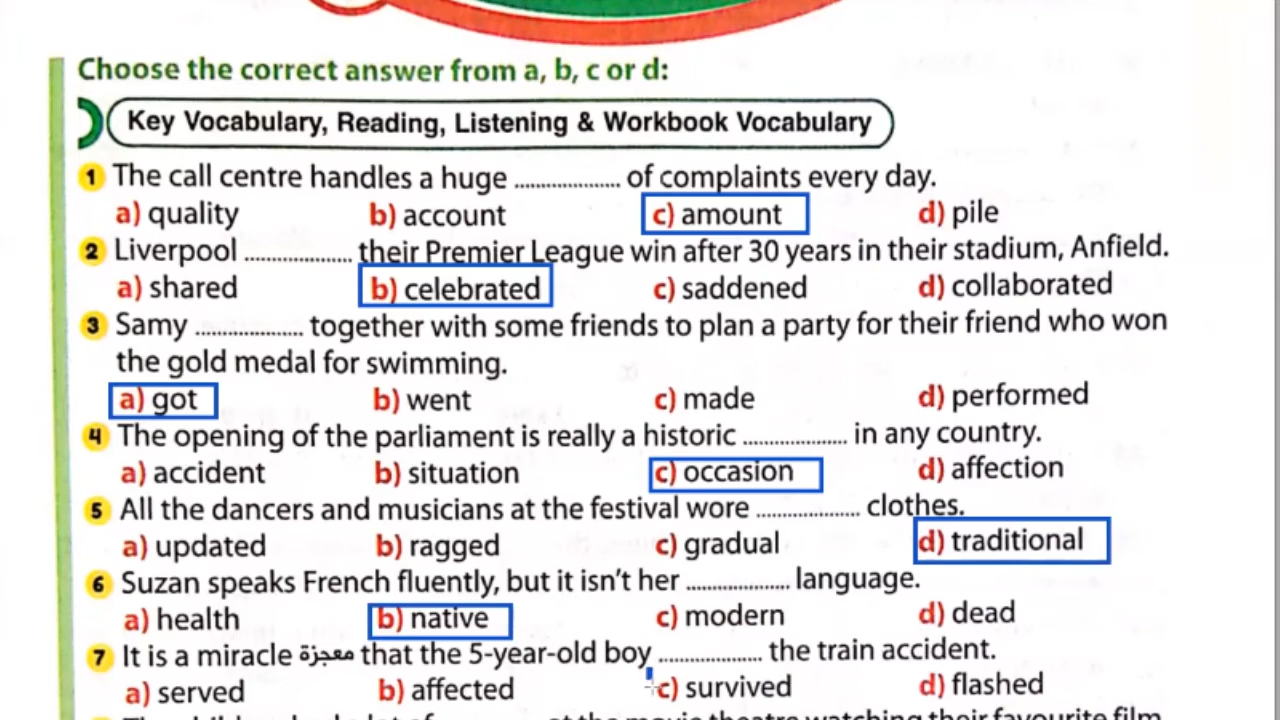 Choose the correct answer from a, b, c or d:
Key Vocabulary, Reading, Listening & Workbook Vocabulary
1 The call centre handles a huge .................... of complaints every day.
a) quality b) account c) amount d) pile
2 Liverpool .................... their Premier League win after 30 years in their stadium, Anfield.
a) shared b) celebrated c) saddened d) collaborated
3 Samy .................... together with some friends to plan a party for their friend who won
the gold medal for swimming.
a) got b) went c) made d) performed
4 The opening of the parliament is really a historic .................... in any country.
a) accident b) situation c) occasion d) affection
5 All the dancers and musicians at the festival wore .................... clothes.
a) updated b) ragged c) gradual d) traditional
6 Suzan speaks French fluently, but it isn't her .................... language.
a) health b) native c) modern d) dead
7 It is a miracle معجزة that the 5-year-old boy .................... the train accident.
a) served b) affected c) survived d) flashed